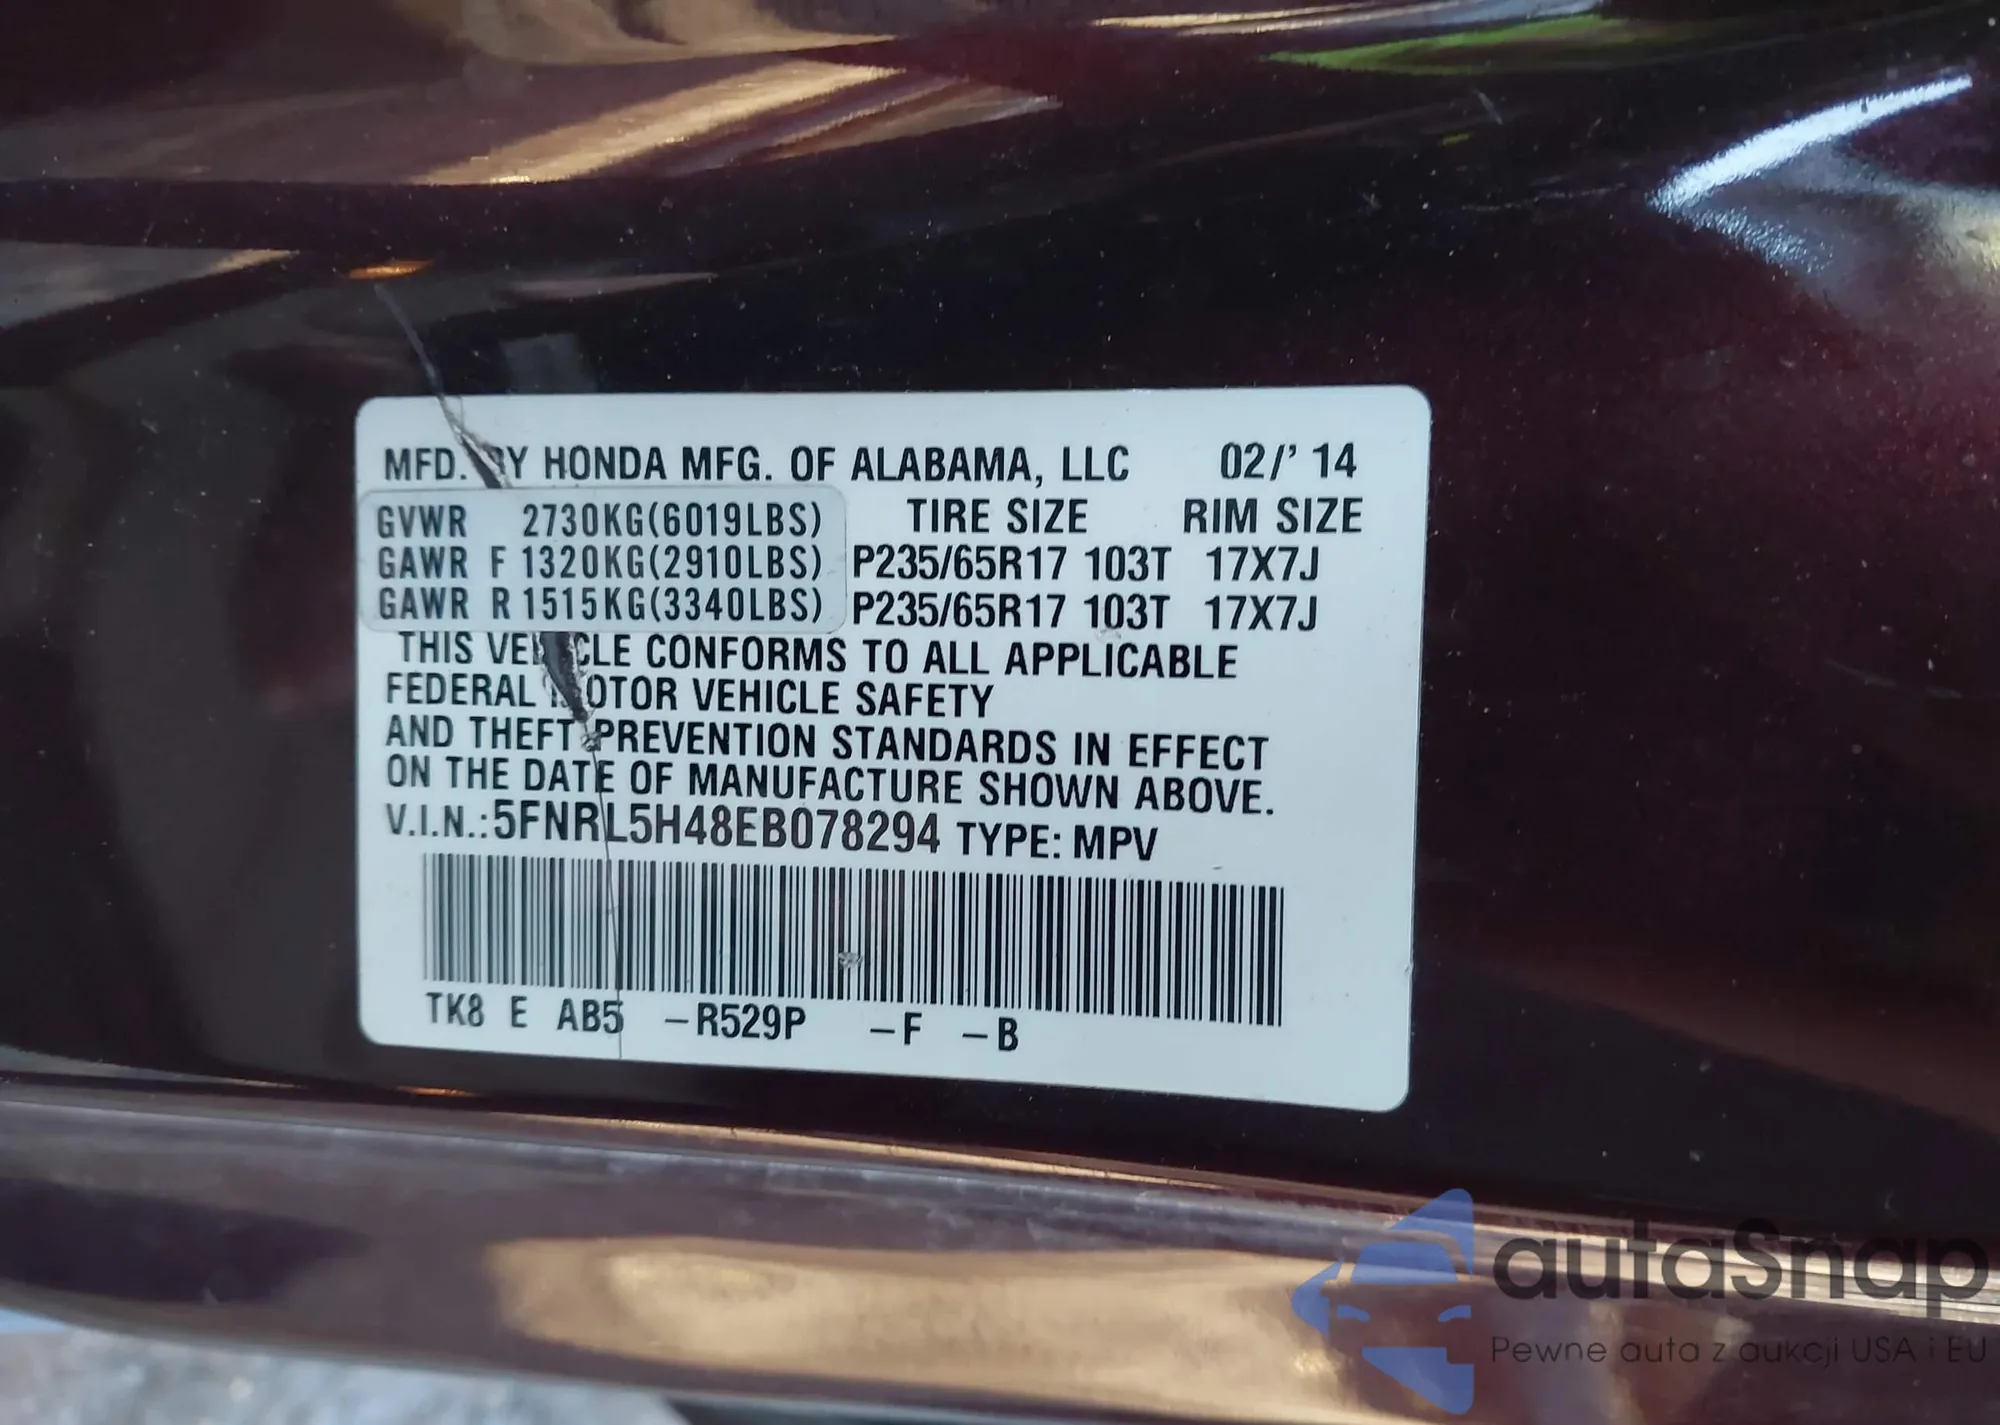 MFD. BY HONDA MFG. OF ALABAMA, LLC 02/' 14
GVWR 2730KG(6019LBS) TIRE SIZE RIM SIZE
GAWR F 1320KG(2910LBS) P235/65R17 103T 17X7J
GAWR R 1515KG(3340LBS) P235/65R17 103T 17X7J
THIS VEHICLE CONFORMS TO ALL APPLICABLE
FEDERAL MOTOR VEHICLE SAFETY
AND THEFT PREVENTION STANDARDS IN EFFECT
ON THE DATE OF MANUFACTURE SHOWN ABOVE.
V.I.N.:5FNRL5H48EB078294 TYPE: MPV
TK8 E AB5 -R529P -F -B
autaSnap
Pewne auta z aukcji USA i EU